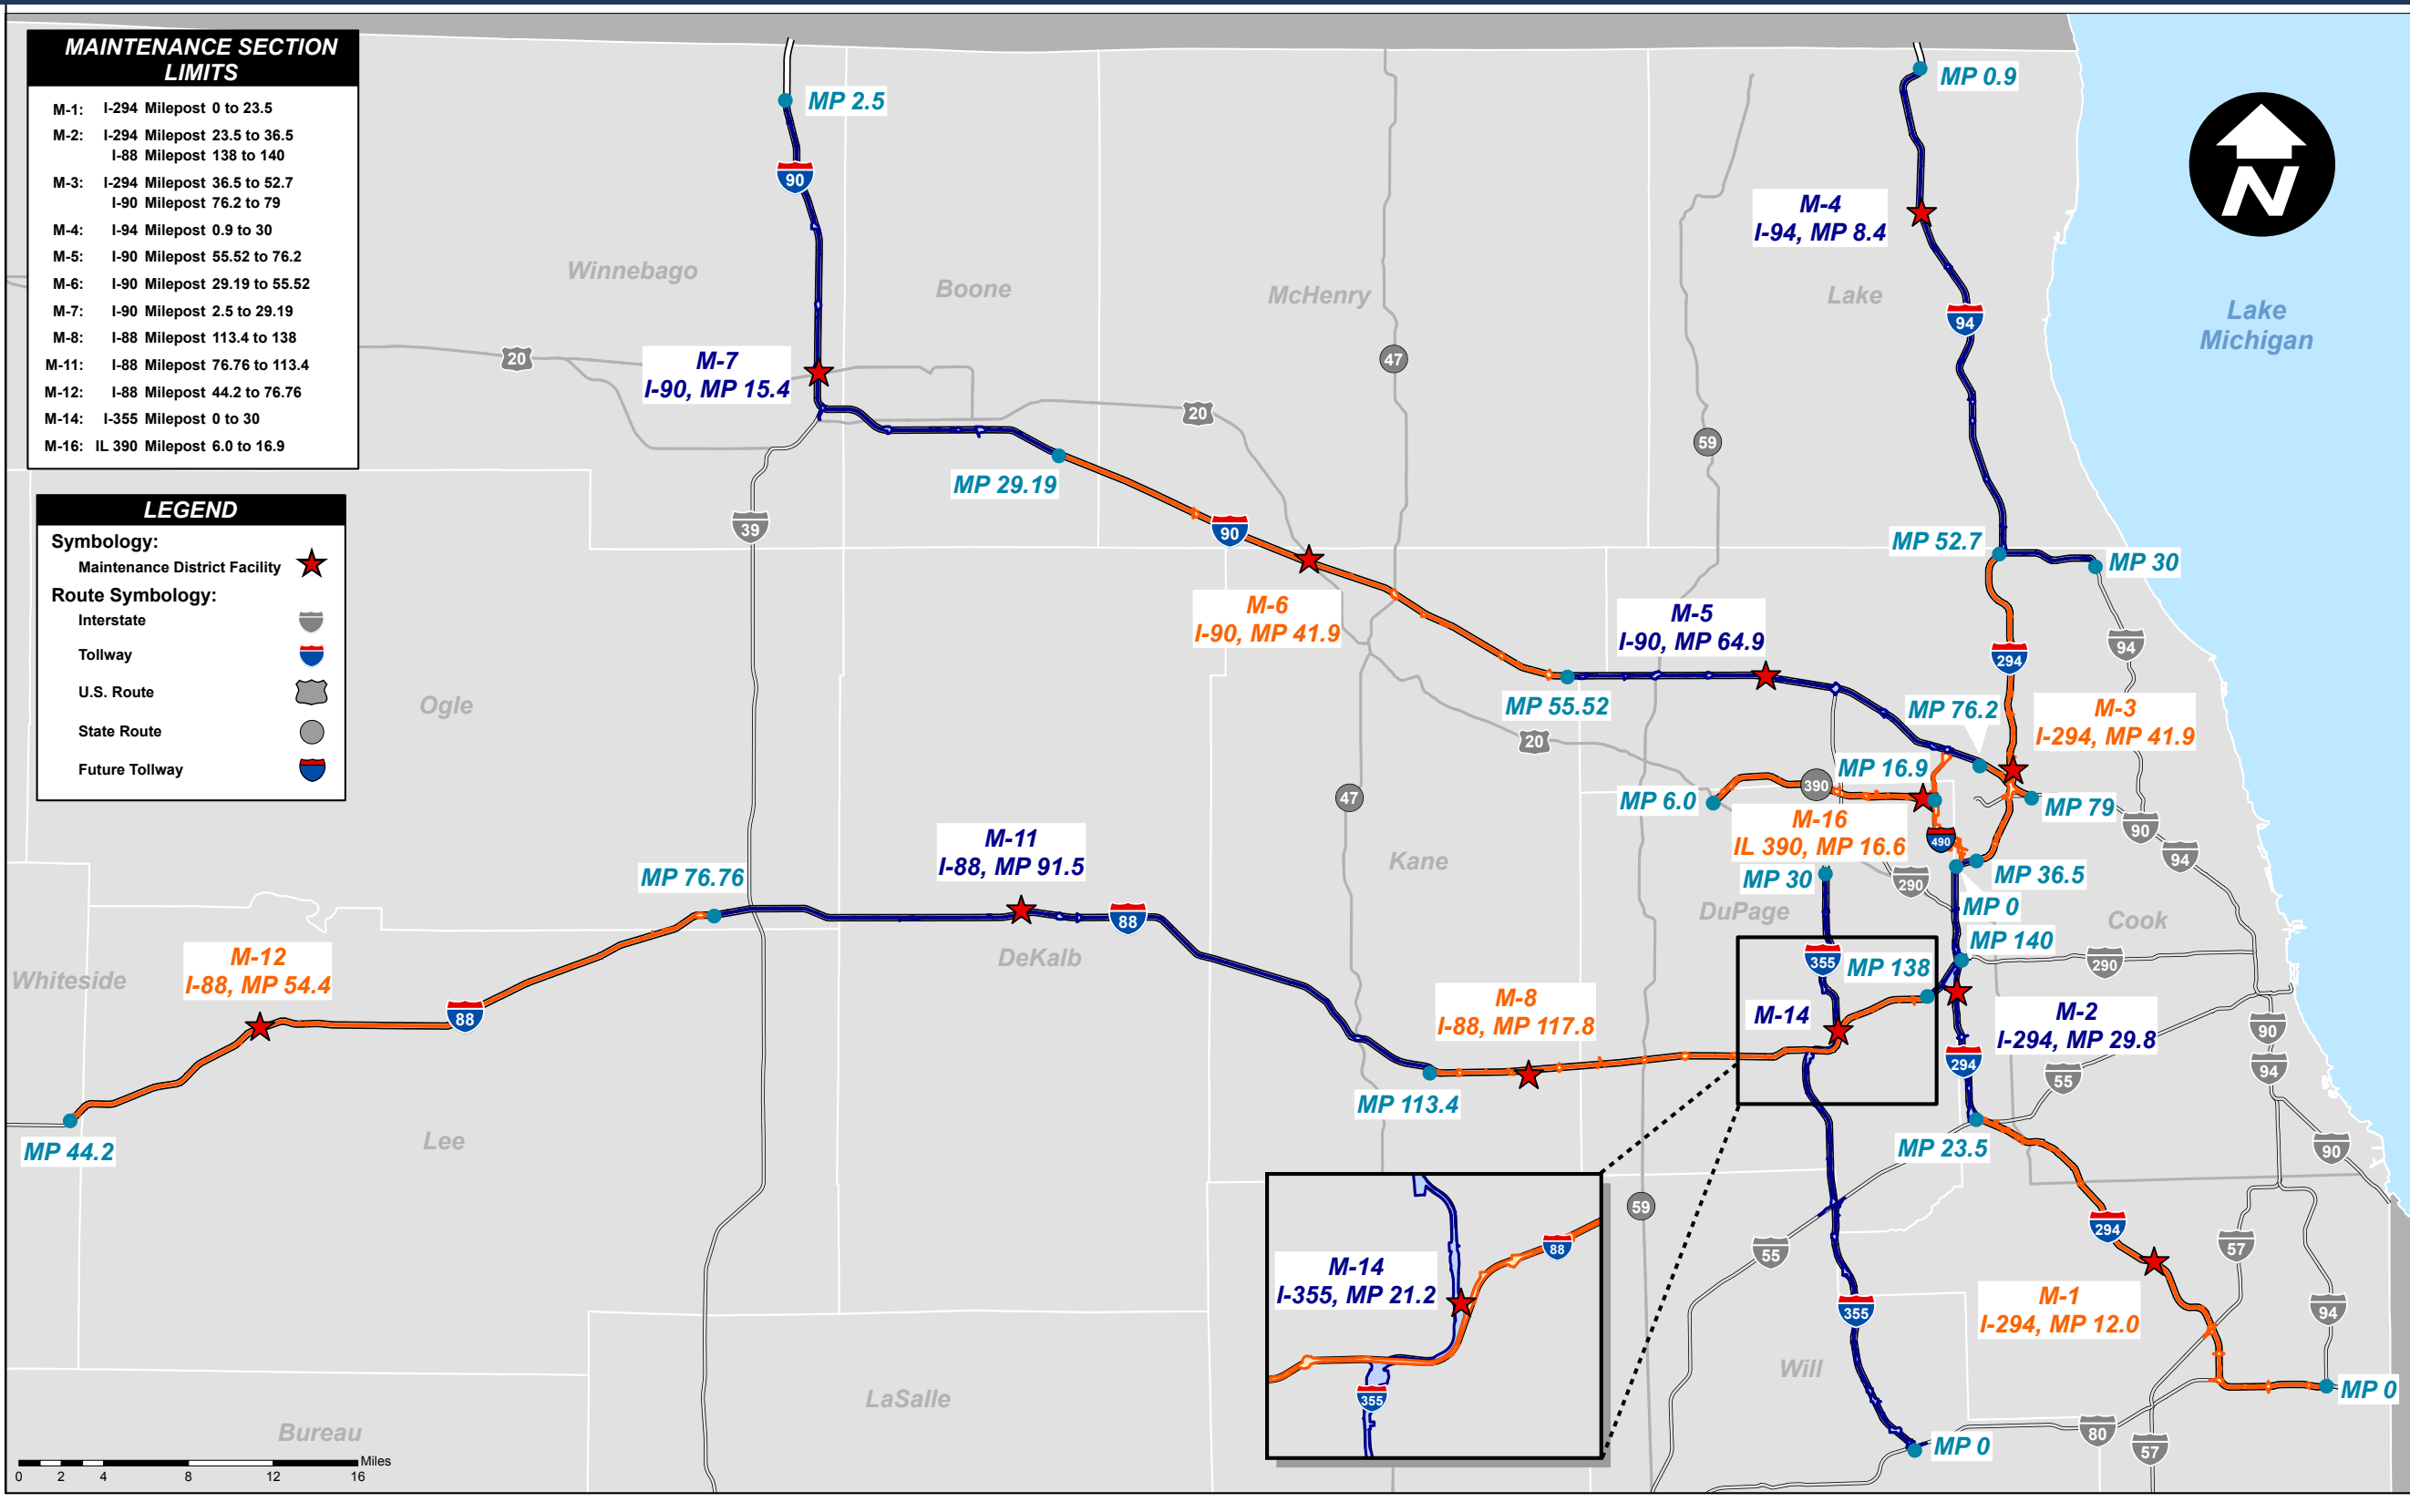 MAINTENANCE SECTION
LIMITS
M-1: I-294 Milepost 0 to 23.5
M-2: I-294 Milepost 23.5 to 36.5
I-88 Milepost 138 to 140
M-3: I-294 Milepost 36.5 to 52.7
I-90 Milepost 76.2 to 79
M-4: I-94 Milepost 0.9 to 30
M-5: I-90 Milepost 55.52 to 76.2
M-6: I-90 Milepost 29.19 to 55.52
M-7: I-90 Milepost 2.5 to 29.19
M-8: I-88 Milepost 113.4 to 138
M-11: I-88 Milepost 76.76 to 113.4
M-12: I-88 Milepost 44.2 to 76.76
M-14: I-355 Milepost 0 to 30
M-16: IL 390 Milepost 6.0 to 16.9
LEGEND
Symbology:
Maintenance District Facility
Route Symbology:
Interstate
Tollway
U.S. Route
State Route
Future Tollway
MP 2.5
90
MP 0.9
N
M-4
I-94, MP 8.4
Winnebago
Boone
McHenry
Lake
Lake
Michigan
94
20
M-7
I-90, MP 15.4
47
20
59
MP 29.19
39
90
MP 52.7
MP 30
M-6
I-90, MP 41.9
M-5
I-90, MP 64.9
94
294
Ogle
MP 55.52
MP 76.2
M-3
I-294, MP 41.9
20
MP 16.9
390
47
MP 6.0
MP 79
M-16
IL 390, MP 16.6
490
90
94
M-11
I-88, MP 91.5
Kane
MP 76.76
MP 30
290
MP 36.5
DuPage
MP 0
88
Cook
M-12
I-88, MP 54.4
DeKalb
MP 140
355
MP 138
290
Whiteside
88
M-8
I-88, MP 117.8
M-14
M-2
I-294, MP 29.8
90
294
55
94
MP 113.4
MP 44.2
Lee
MP 23.5
90
59
294
57
55
88
M-14
I-355, MP 21.2
355
355
M-1
I-294, MP 12.0
94
Will
LaSalle
MP 0
Bureau
80
57
MP 0
Miles
0 2 4 8 12 16